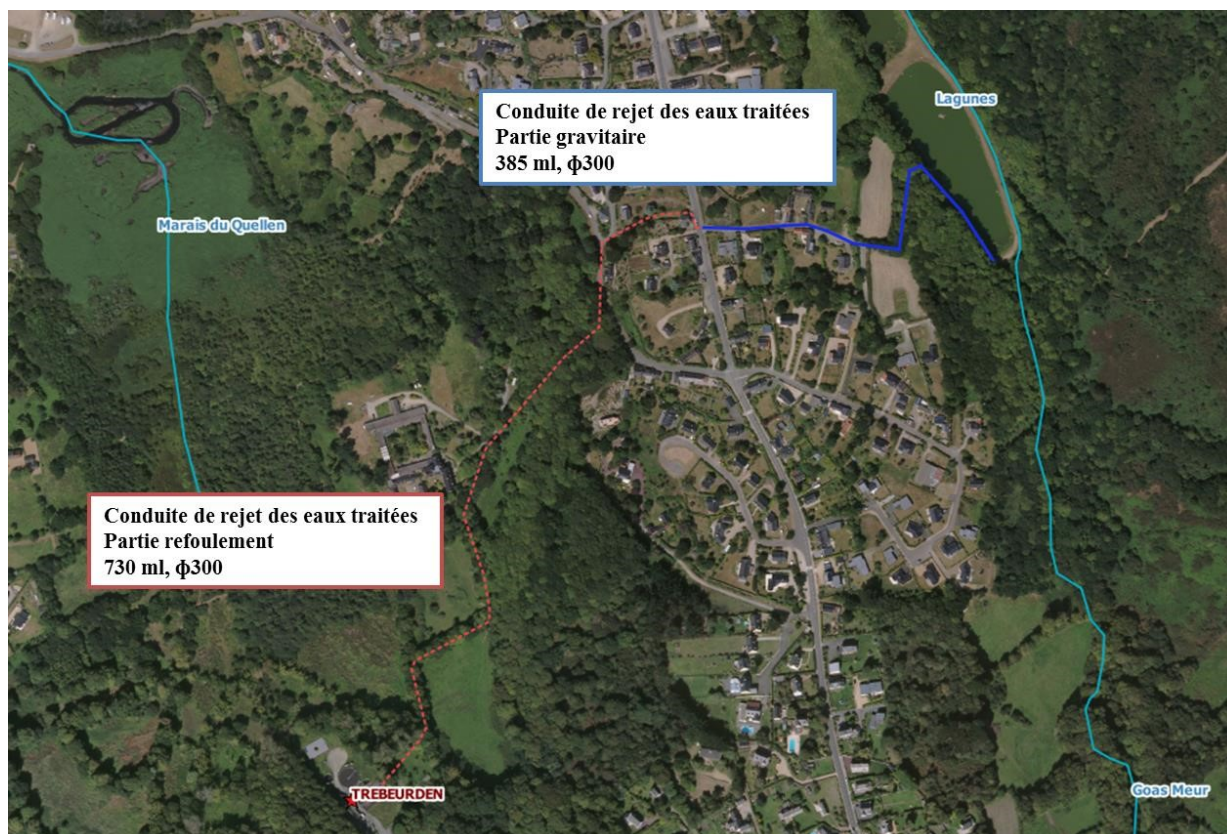 Conduite de rejet des eaux traitées
Partie gravitaire
385 ml, ϕ300
Lagunes
Marais du Quellen
Conduite de rejet des eaux traitées
Partie refoulement
730 ml, ϕ300
TREBEURDEN
Goas Meur